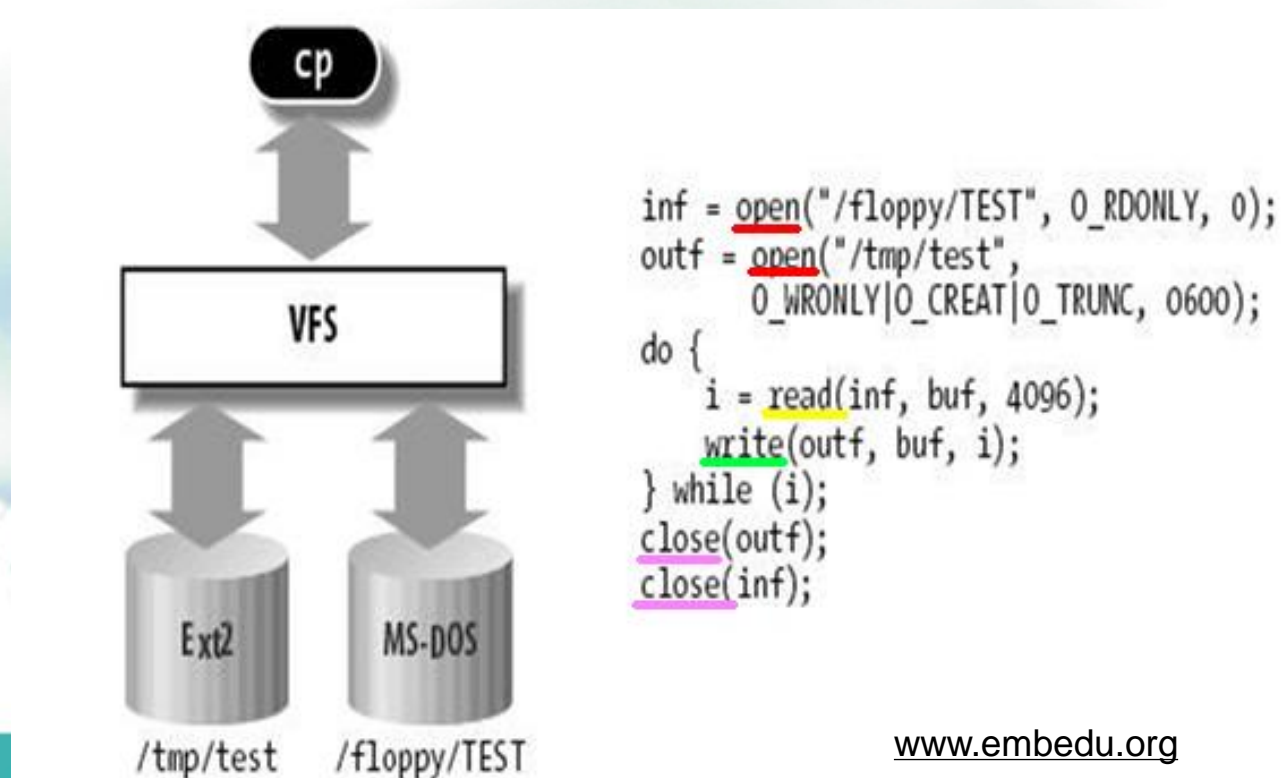 cp
VFS
Ext2
MS-DOS
/tmp/test
/floppy/TEST
inf = open("/floppy/TEST", O_RDONLY, 0);
outf = open("/tmp/test",
O_WRONLY|O_CREAT|O_TRUNC, 0600);
do {
i = read(inf, buf, 4096);
write(outf, buf, i);
} while (i);
close(outf);
close(inf);
www.embedu.org